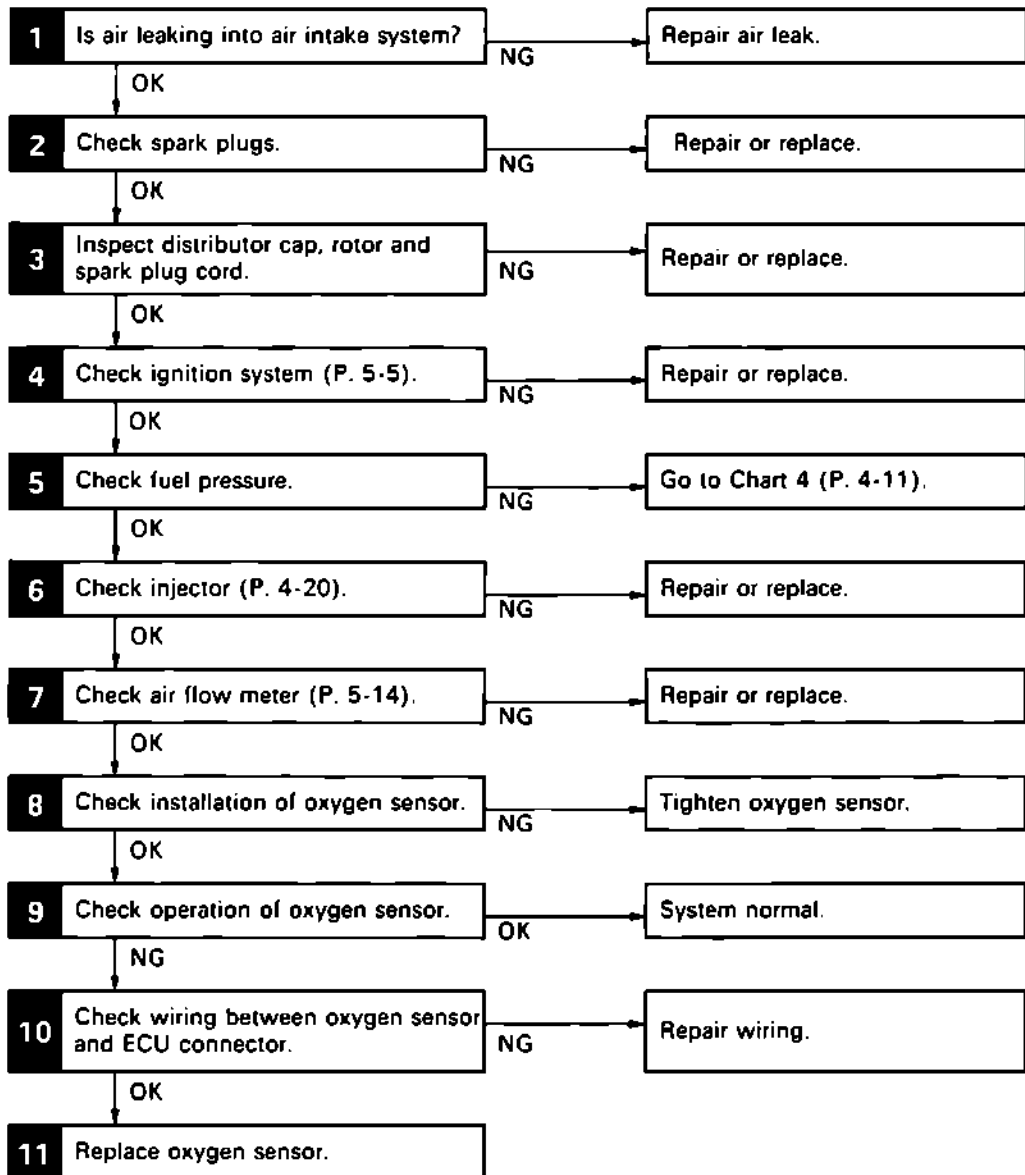 1 Is air leaking into air intake system?
NG
Repair air leak.
OK
2 Check spark plugs.
NG
Repair or replace.
OK
3 Inspect distributor cap, rotor and
spark plug cord.
NG
Repair or replace.
OK
4 Check ignition system (P. 5-5).
NG
Repair or replace.
OK
5 Check fuel pressure.
NG
Go to Chart 4 (P. 4-11).
OK
6 Check injector (P. 4-20).
NG
Repair or replace.
OK
7 Check air flow meter (P. 5-14).
NG
Repair or replace.
OK
8 Check installation of oxygen sensor.
NG
Tighten oxygen sensor.
OK
9 Check operation of oxygen sensor.
OK
System normal.
NG
10 Check wiring between oxygen sensor
and ECU connector.
NG
Repair wiring.
OK
11 Replace oxygen sensor.